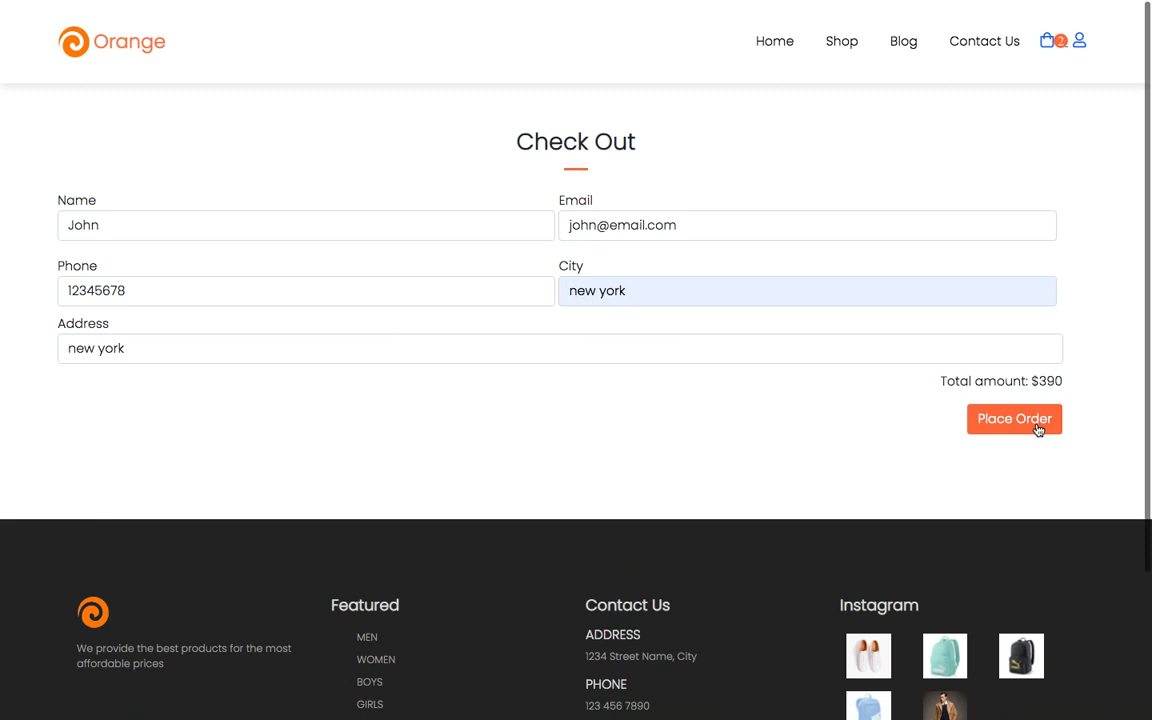 Orange
Home Shop Blog Contact Us 2
Check Out
Name Email
John john@email.com
Phone City
12345678 new york
Address
new york
Total amount: $390
Place Order
Featured Contact Us Instagram
MEN ADDRESS
We provide the best products for the most
affordable prices
WOMEN 1234 Street Name, City
BOYS PHONE
GIRLS 123 456 7890